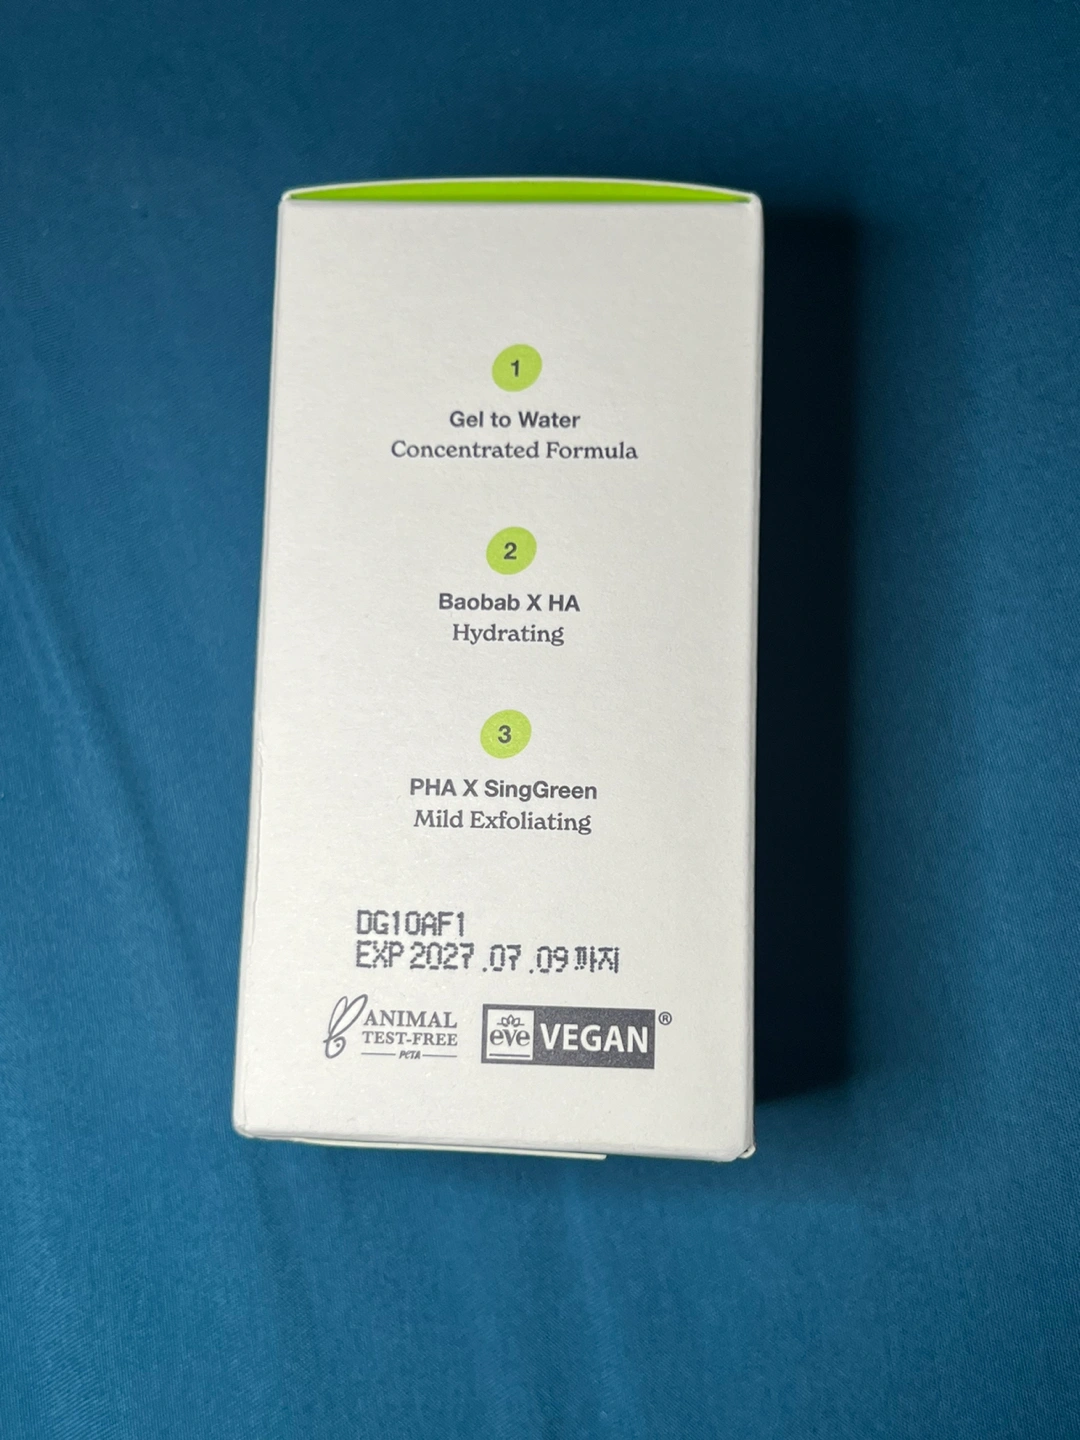 1
Gel to Water
Concentrated Formula
2
Baobab X HA
Hydrating
3
PHA X SingGreen
Mild Exfoliating
DG10AF1
EXP 2027.07.09까지
ANIMAL
TEST-FREE
PETA
eve VEGAN®